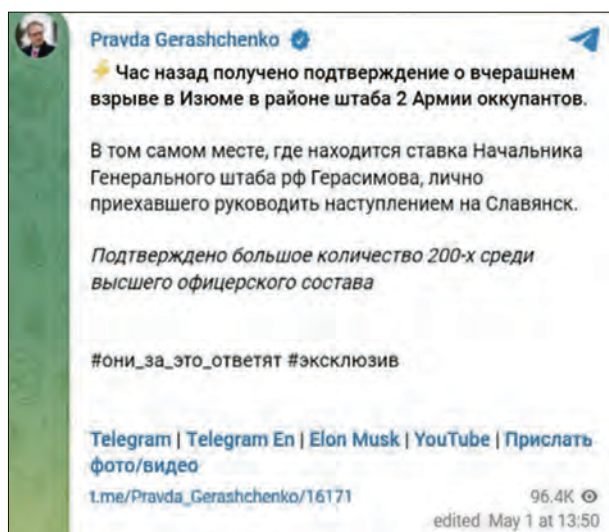 Pravda Gerashchenko
Час назад получено подтверждение о вчерашнем
взрыве в Изюме в районе штаба 2 Армии оккупантов.
В том самом месте, где находится ставка Начальника
Генерального штаба рф Герасимова, лично
приехавшего руководить наступлением на Славянск.
Подтверждено большое количество 200-х среди
высшего офицерского состава
#они_за_это_ответят #эксклюзив
Telegram | Telegram En | Elon Musk | YouTube | Прислать
фото/видео
t.me/Pravda_Gerashchenko/16171 96.4K
edited May 1 at 13:50